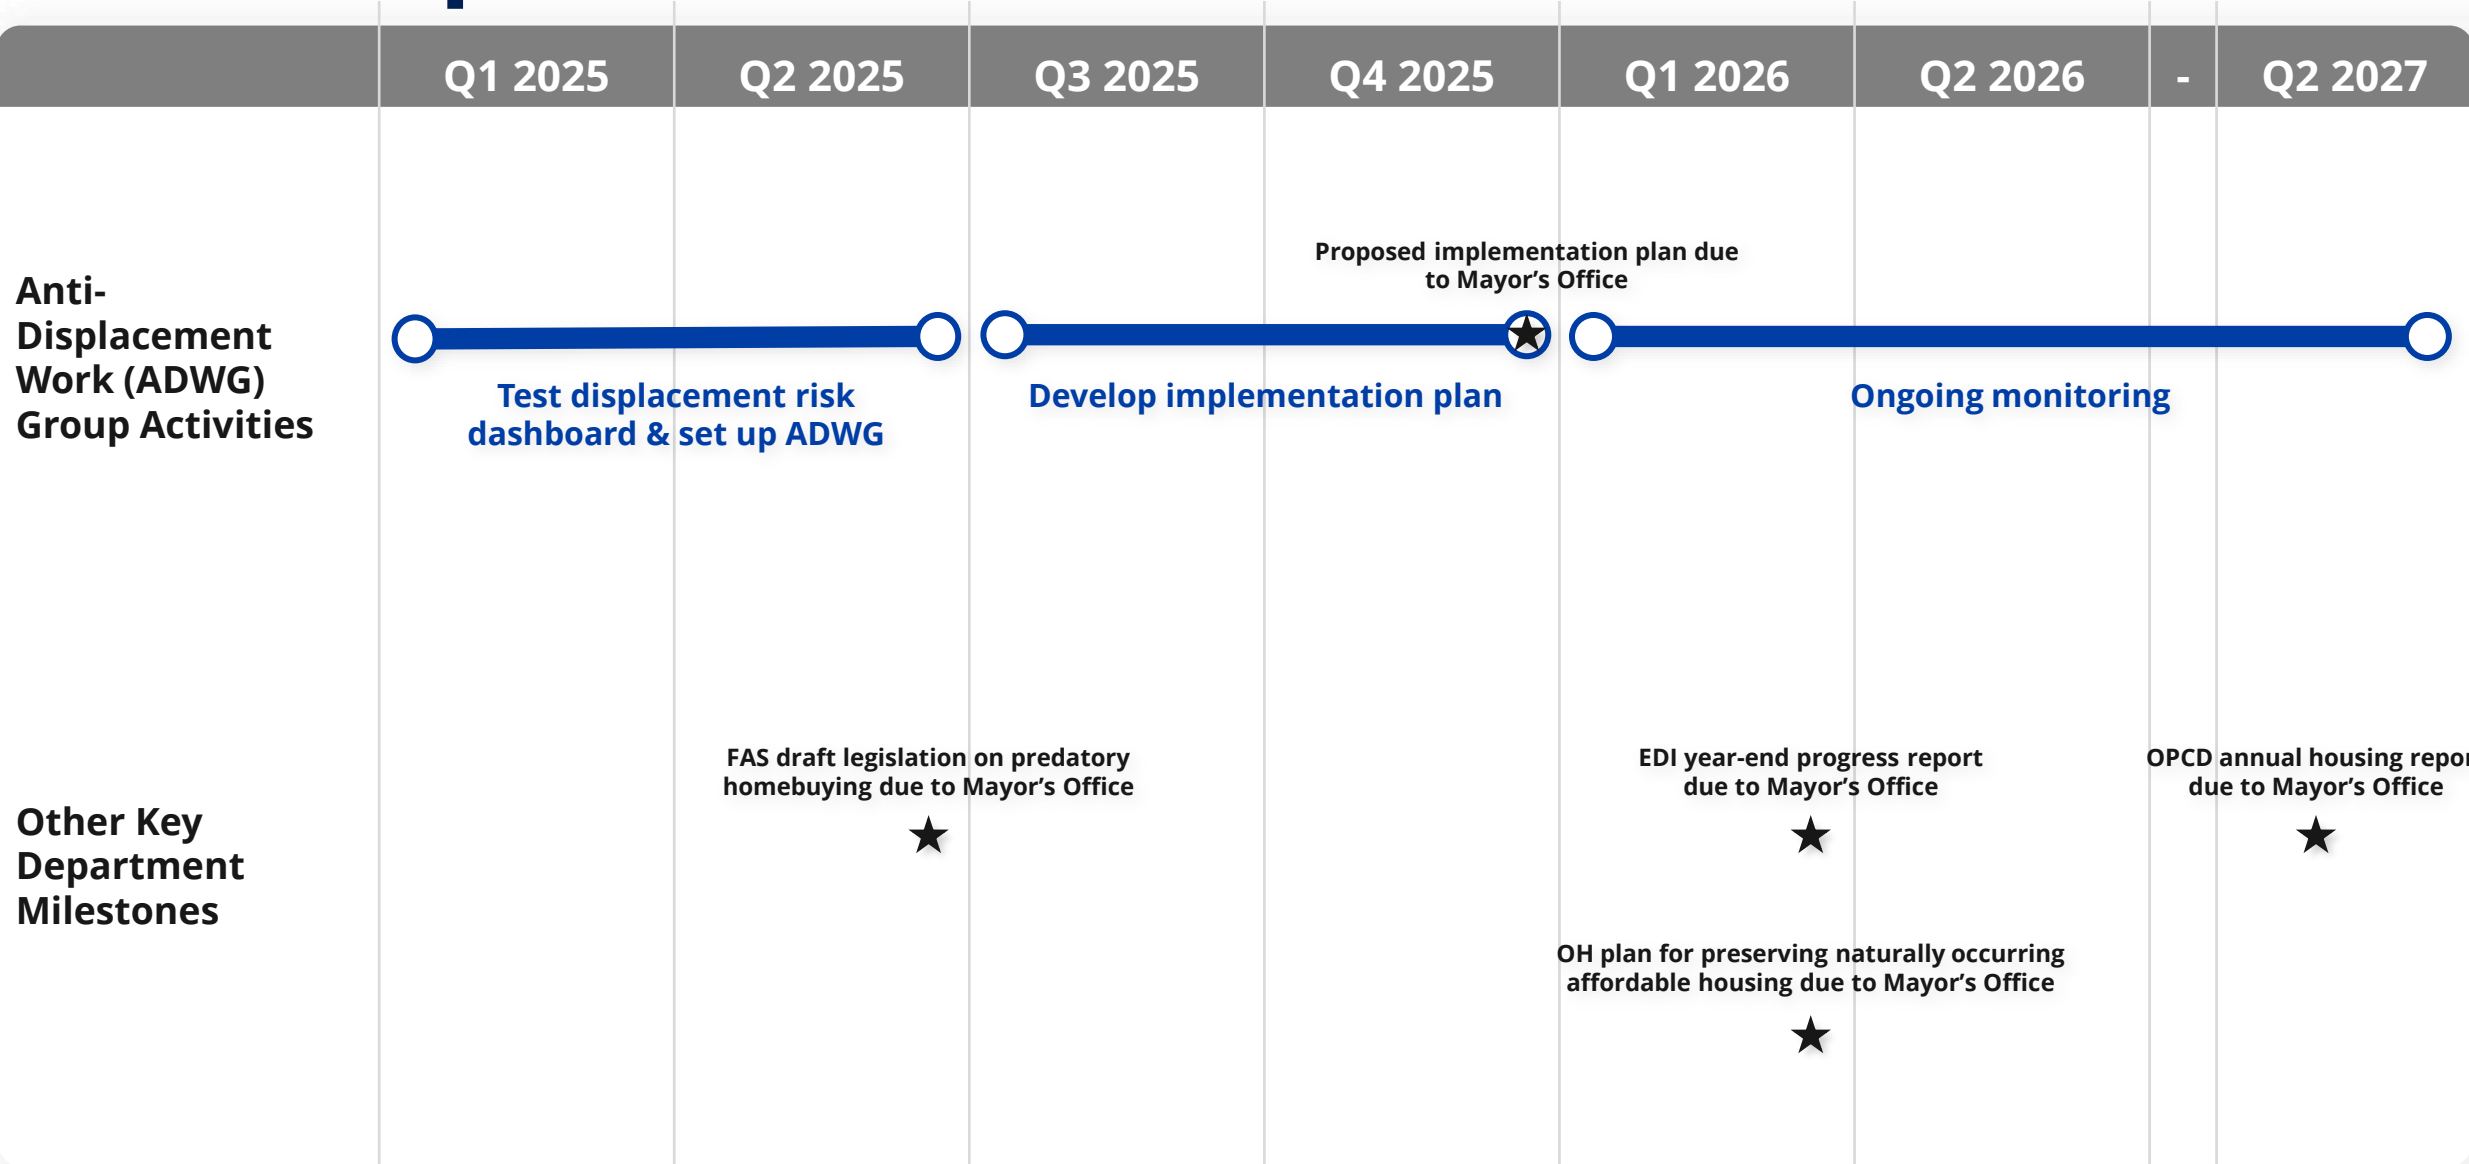 Q1 2025
Q2 2025
Q3 2025
Q4 2025
Q1 2026
Q2 2026
-
Q2 2027
Anti-
Displacement
Work (ADWG)
Group Activities
Proposed implementation plan due
to Mayor’s Office
Test displacement risk
dashboard & set up ADWG
Develop implementation plan
Ongoing monitoring
Other Key
Department
Milestones
FAS draft legislation on predatory
homebuying due to Mayor’s Office
EDI year-end progress report
due to Mayor’s Office
OPCD annual housing repor
due to Mayor’s Office
OH plan for preserving naturally occurring
affordable housing due to Mayor’s Office